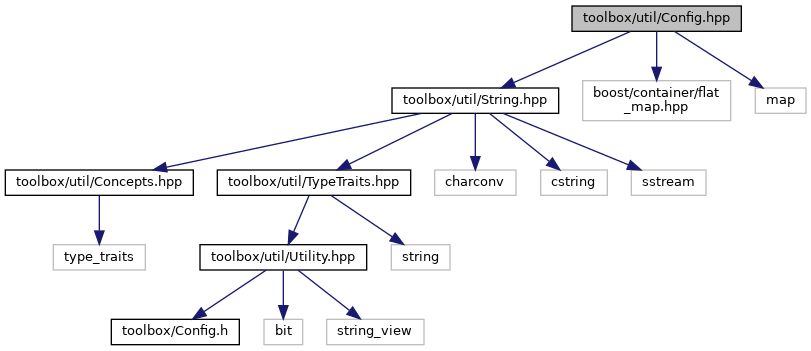 toolbox/util/Config.hpp
toolbox/util/String.hpp
boost/container/flat
_map.hpp
map
toolbox/util/Concepts.hpp
toolbox/util/TypeTraits.hpp
charconv
cstring
sstream
type_traits
toolbox/util/Utility.hpp
string
toolbox/Config.h
bit
string_view